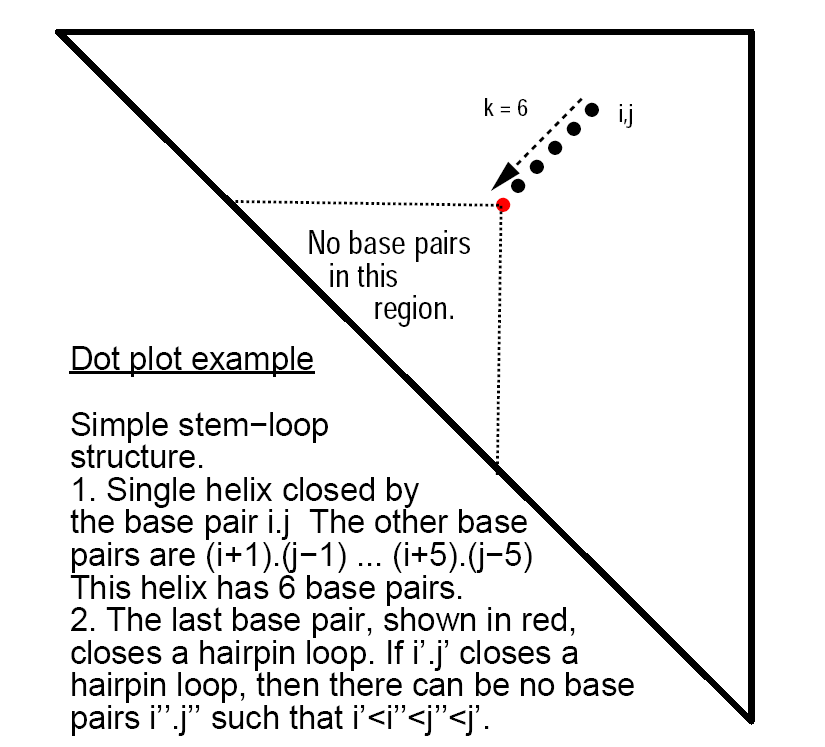 k = 6
i,j
No base pairs
in this
region.
Dot plot example
Simple stem−loop
structure.
1. Single helix closed by
the base pair i.j  The other base
pairs are (i+1).(j−1) ... (i+5).(j−5)
This helix has 6 base pairs.
2. The last base pair, shown in red,
closes a hairpin loop. If i’.j’ closes a
hairpin loop, then there can be no base
pairs i’’.j’’ such that i’<i’’<j’’<j’.